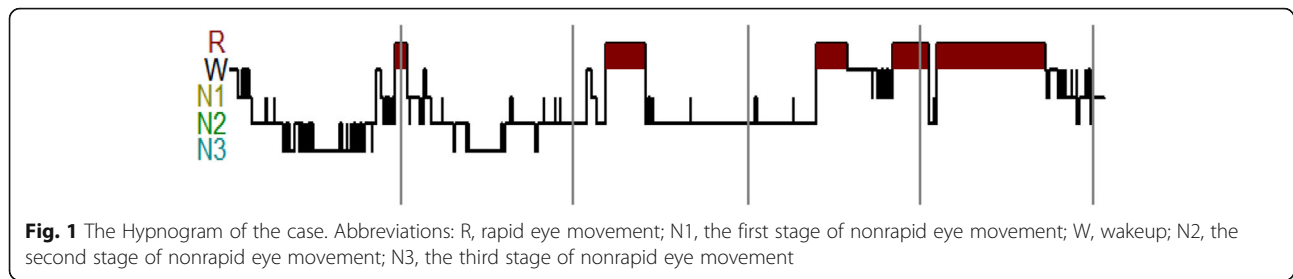 R
W
N1
N2
N3
Fig. 1 The Hypnogram of the case. Abbreviations: R, rapid eye movement; N1, the first stage of nonrapid eye movement; W, wakeup; N2, the
second stage of nonrapid eye movement; N3, the third stage of nonrapid eye movement